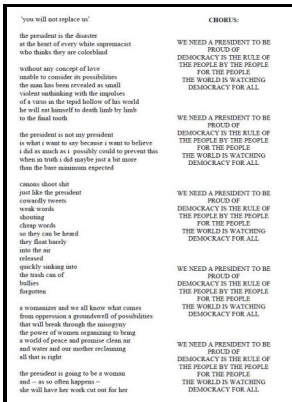 'you will not replace us'
the president is the disaster
at the heart of every white supremacist
who thinks they are colorblind
without any concept of love
unable to consider its possibilities
the man has been revealed as small
violent unthinking with the impulses
of a virus in the tepid hollow of his world
he will eat himself to death limb by limb
to the final tooth
the president is not my president
is what i want to say because i want to believe
i did as much as i possibly could to prevent this
when in truth i did maybe just a bit more
than the bare minimum expected
canons shoot shit
just like the president
cowardly tweets
weak words
shouting
cheap words
so they can be heard
they float barely
into the air
released
quickly sinking into
the trash can of
bullies
forgotten
a womanizer and we all know what comes
from oppression a groundswell of possibilities
that will break through the misogyny
the power of women organizing to bring
a world of peace and promise clean air
and water and our mother reclaiming
all that is right
the president is going to be a woman
and -- as so often happens --
she will have her work cut out for her
CHORUS:
WE NEED A PRESIDENT TO BE
PROUD OF
DEMOCRACY IS THE RULE OF
THE PEOPLE BY THE PEOPLE
FOR THE PEOPLE
THE WORLD IS WATCHING
DEMOCRACY FOR ALL
WE NEED A PRESIDENT TO BE
PROUD OF
DEMOCRACY IS THE RULE OF
THE PEOPLE BY THE PEOPLE
FOR THE PEOPLE
THE WORLD IS WATCHING
DEMOCRACY FOR ALL
WE NEED A PRESIDENT TO BE
PROUD OF
DEMOCRACY IS THE RULE OF
THE PEOPLE BY THE PEOPLE
FOR THE PEOPLE
THE WORLD IS WATCHING
DEMOCRACY FOR ALL
WE NEED A PRESIDENT TO BE
PROUD OF
DEMOCRACY IS THE RULE OF
THE PEOPLE BY THE PEOPLE
FOR THE PEOPLE
THE WORLD IS WATCHING
DEMOCRACY FOR ALL
WE NEED A PRESIDENT TO BE
PROUD OF
DEMOCRACY IS THE RULE OF
THE PEOPLE BY THE PEOPLE
FOR THE PEOPLE
THE WORLD IS WATCHING
DEMOCRACY FOR ALL